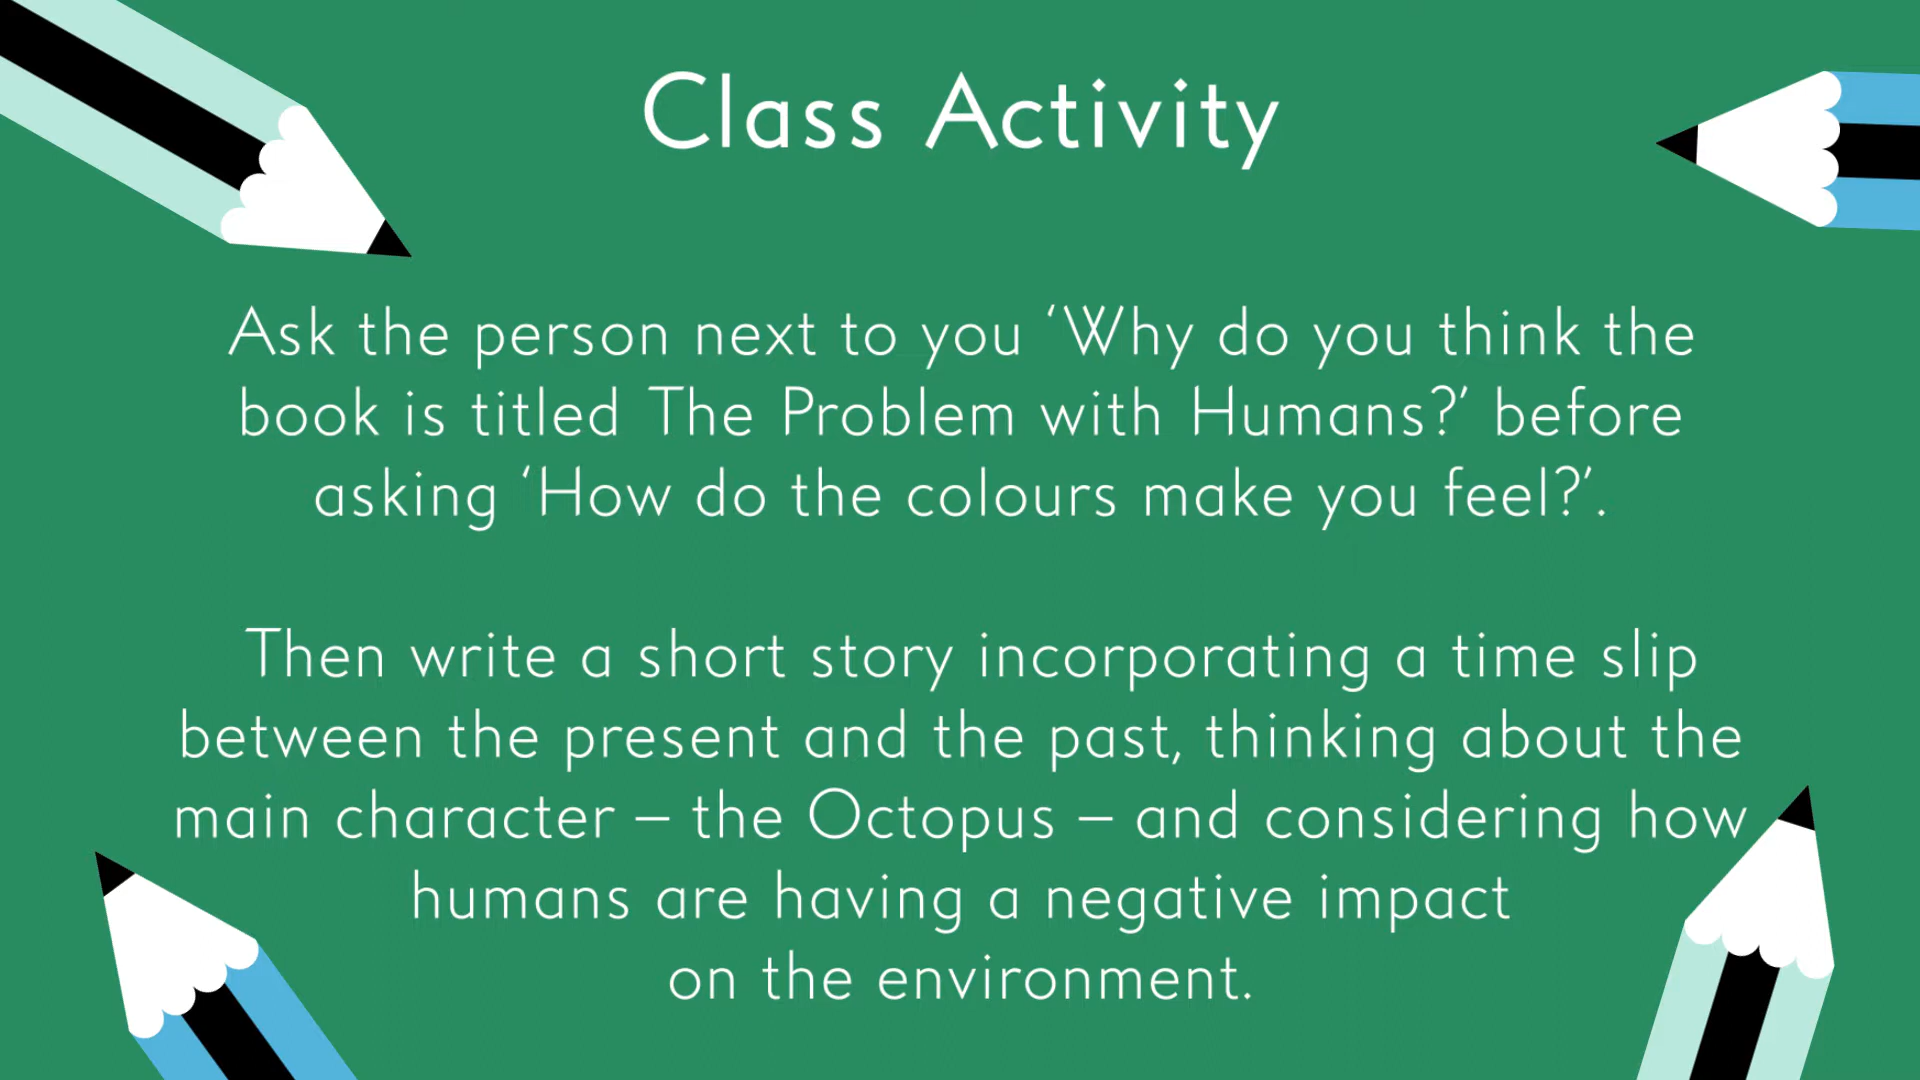 Class Activity
Ask the person next to you ‘Why do you think the
book is titled The Problem with Humans?’ before
asking ‘How do the colours make you feel?’.
Then write a short story incorporating a time slip
between the present and the past, thinking about the
main character – the Octopus – and considering how
humans are having a negative impact
on the environment.